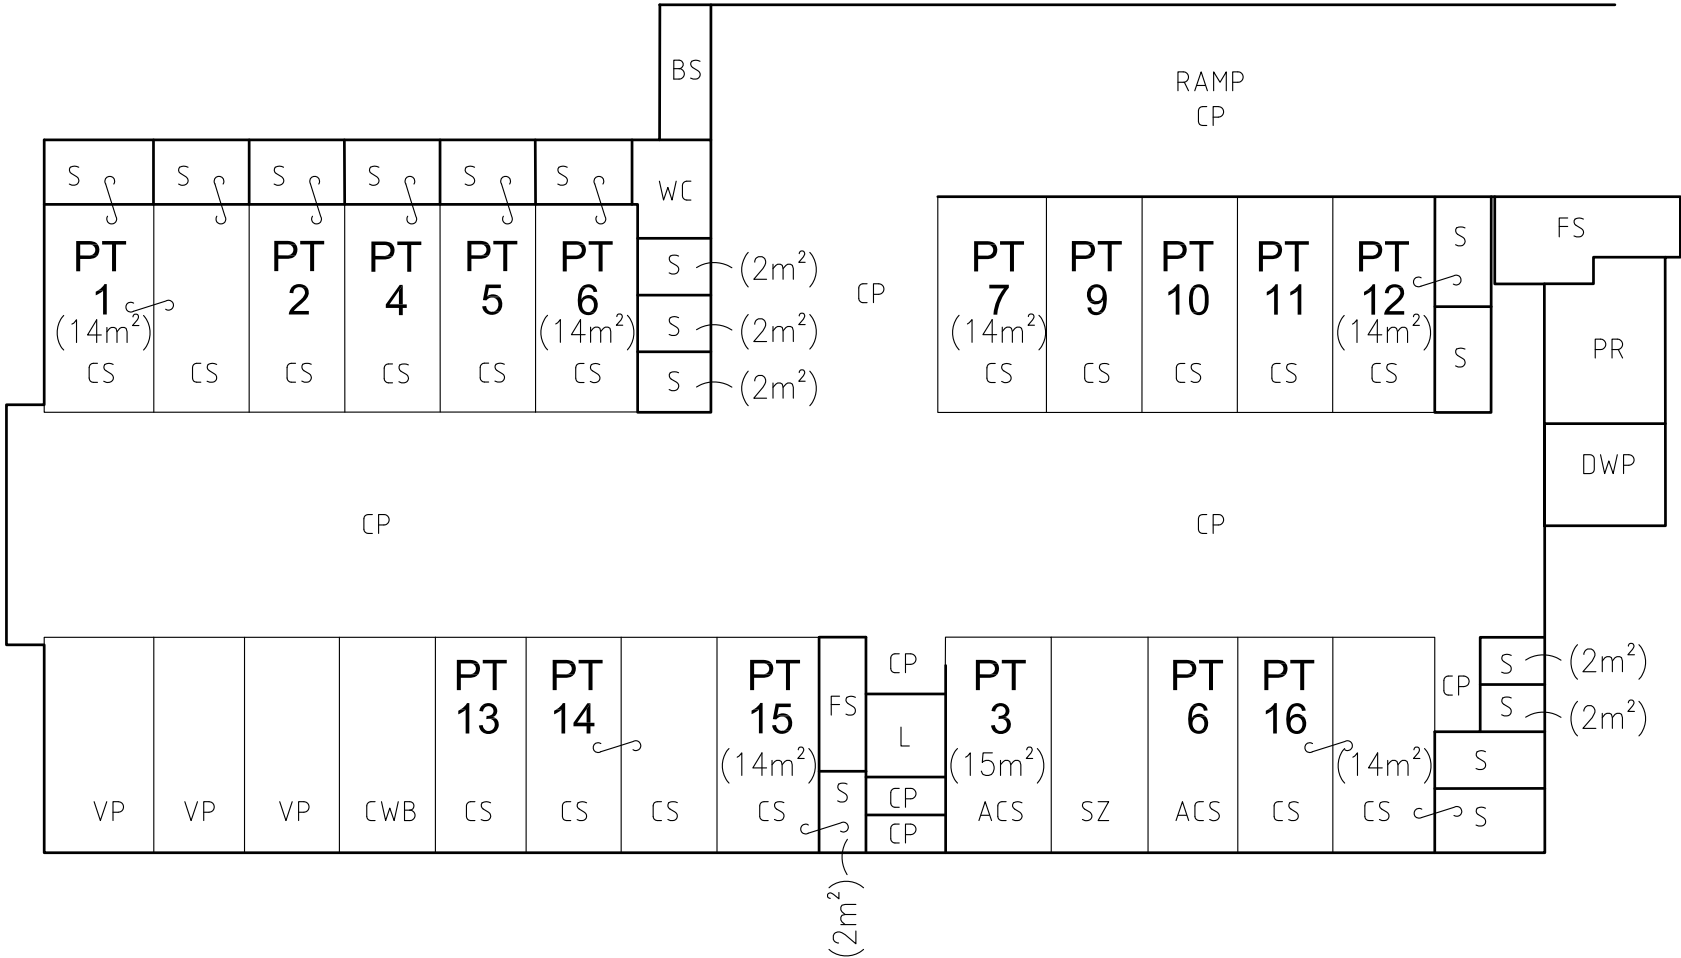 BS
RAMP
CP
S S S S S S
WC
PT PT PT PT PT
1 2 4 5 6
(14m²) (14m²)
CS CS CS CS CS CS
S (2m²)
S (2m²)
S (2m²)
CP
PT PT PT PT PT
7 9 10 11 12
(14m²) (14m²)
CS CS CS CS CS
S
S
FS
PR
DWP
CP
CP
PT PT PT
13 14 15
(14m²)
VP VP VP CWB CS CS CS CS
FS
S
(2m²)
CP
L
CP
CP
PT PT PT
3 6 16
(15m²) (14m²)
ACS SZ ACS CS CS
CP
S (2m²)
S (2m²)
S
S